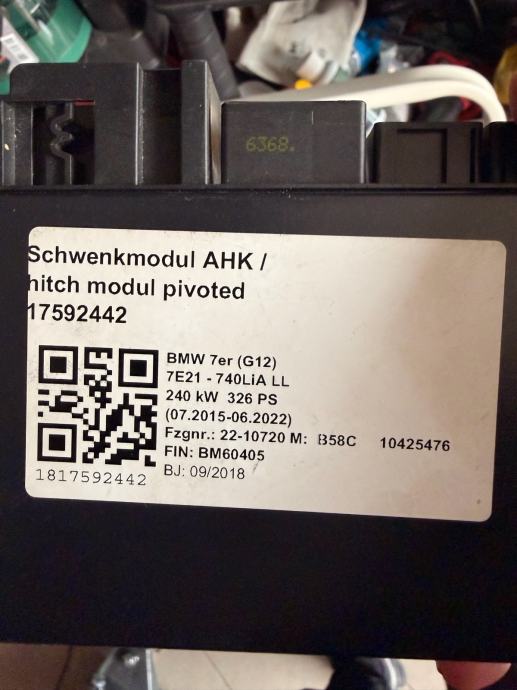 6368.
Schwenkmodul AHK /
hitch modul pivoted
17592442
BMW 7er (G12)
7E21 - 740LiA LL
240 kW 326 PS
(07.2015-06.2022)
Fzgnr.: 22-10720 M: B58C 10425476
FIN: BM60405
BJ: 09/2018
1817592442